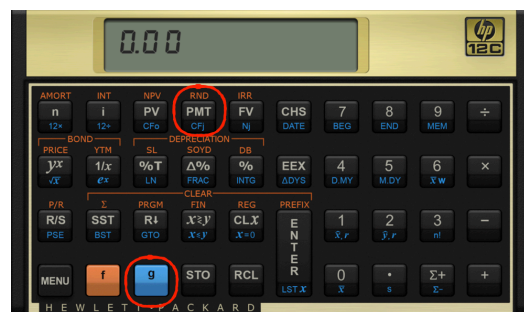 0.00
hp
12C
AMORT INT NPV RND IRR
n i PV PMT FV CHS 7 8 9 ÷
12× 12÷ CFo CFj Nj DATE BEG END MEM
BOND DEPRECIATION
PRICE YTM SL SOYD DB
yx 1/x %T Δ% % EEX 4 5 6 ×
√x ex LN FRAC INTG ΔDYS D.MY M.DY x̄w
CLEAR
P/R Σ PRGM FIN REG PREFIX
R/S SST R↓ x≷y CLx ENTER 1 2 3 −
PSE BST GTO x≤y x=0 x̂,r ŷ,r n!
MENU f g STO RCL 0 · Σ+ +
LST x x̄ s Σ−
HEWLETT·PACKARD